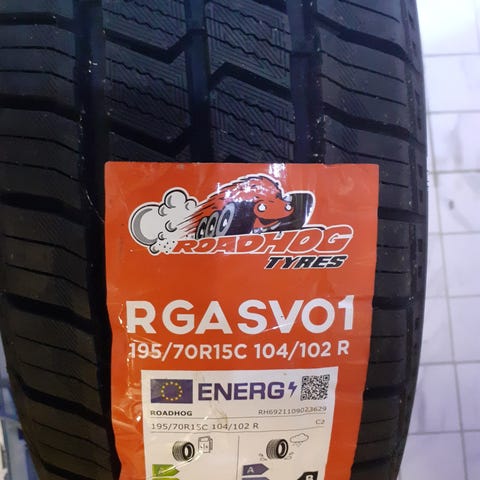 ROADHOG
TYRES
RGASV01
195/70R15C 104/102 R
ENERG
ROADHOG
RH6921109023629
195/70R15C 104/102 R
C2
A
A
B